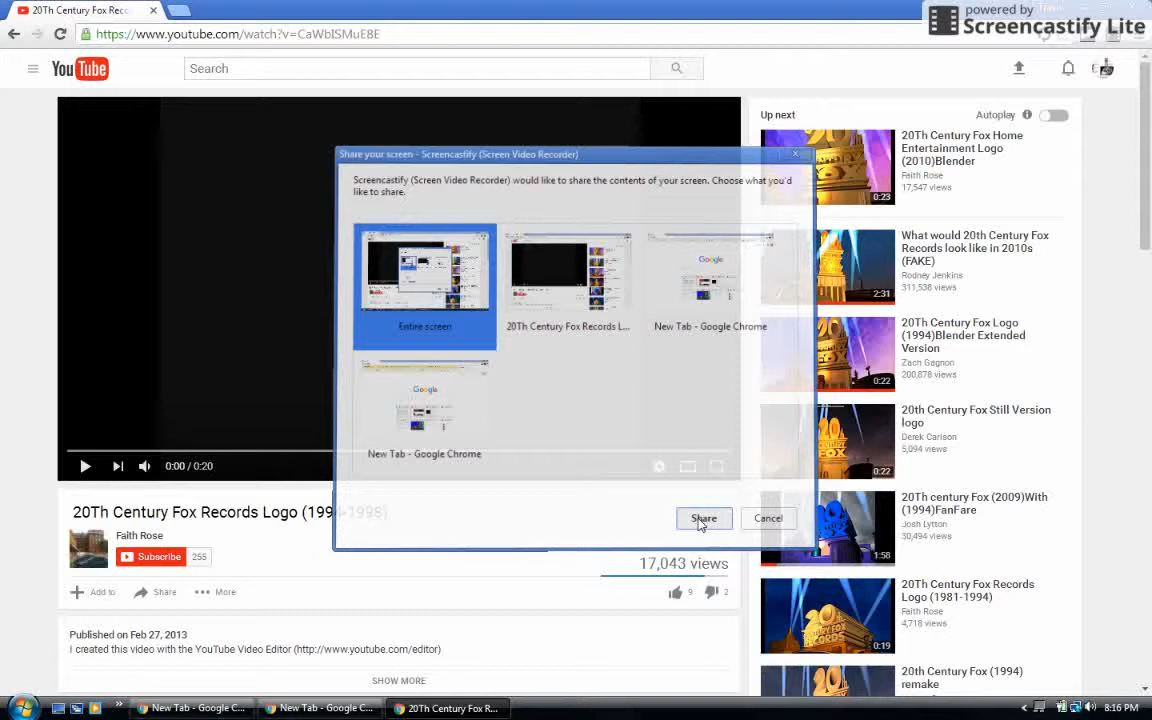 20Th Century Fox Rec
powered by
Screencastify Lite
https://www.youtube.com/watch?v=CaWbISMuEBE
YouTube
Search
Up next
Autoplay
20Th Century Fox Home
Entertainment Logo
(2010)Blender
Faith Rose
17,547 views
0:23
What would 20th Century Fox
Records look like in 2010s
(FAKE)
Rodney Jenkins
311,538 views
2:31
20Th Century Fox Logo
(1994)Blender Extended
Version
Zach Gagnon
200,878 views
0:22
20th Century Fox Still Version
logo
Derek Carlson
5,094 views
0:22
20Th century Fox (2009)With
(1994)FanFare
Josh Lytton
30,494 views
1:58
20Th Century Fox Records
Logo (1981-1994)
Faith Rose
4,718 views
0:19
20th Century Fox (1994)
remake
Share your screen - Screencastify (Screen Video Recorder)
Screencastify (Screen Video Recorder) would like to share the contents of your screen. Choose what you'd
like to share.
Entire screen
20Th Century Fox Records L...
Google
New Tab - Google Chrome
Google
New Tab - Google Chrome
Share
Cancel
0:00 / 0:20
20Th Century Fox Records Logo (1994-1998)
Faith Rose
Subscribe
255
17,043 views
Add to
Share
More
9
2
Published on Feb 27, 2013
I created this video with the YouTube Video Editor (http://www.youtube.com/editor)
SHOW MORE
New Tab - Google C...
New Tab - Google C...
20Th Century Fox R...
8:16 PM